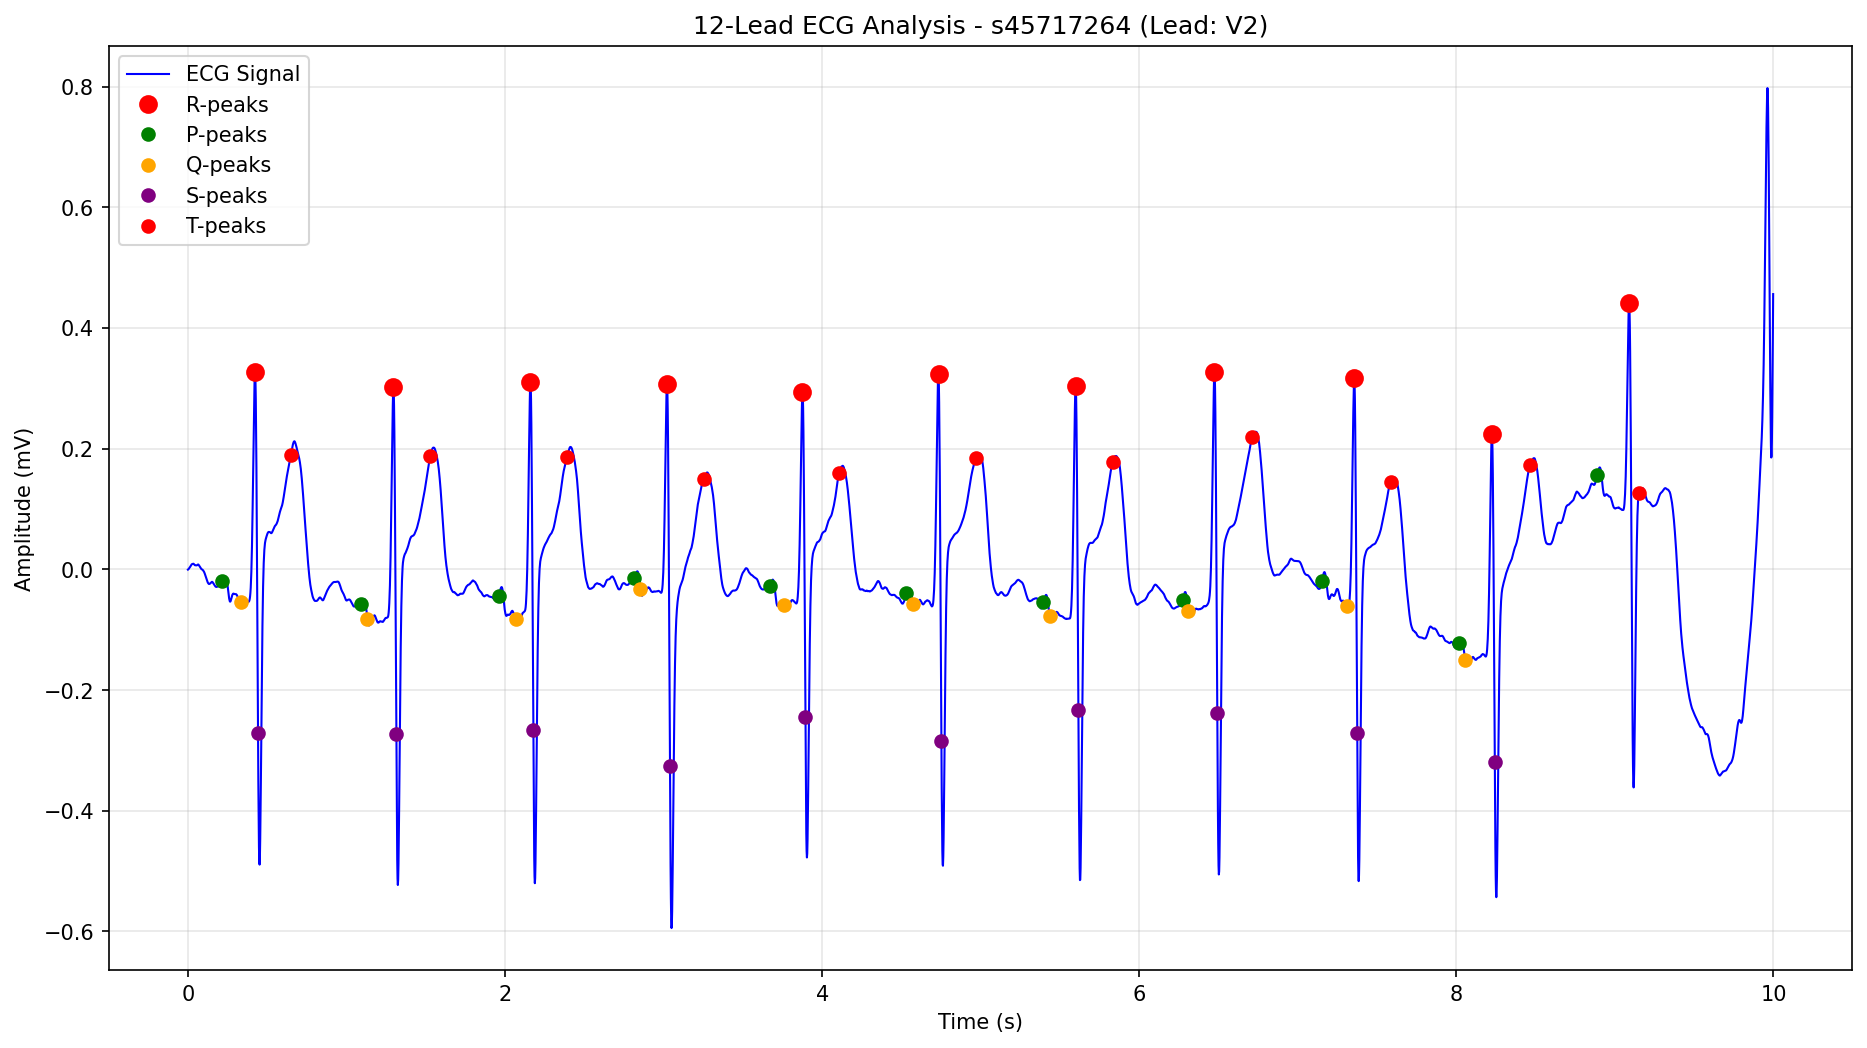 12-Lead ECG Analysis - s45717264 (Lead: V2)
ECG Signal
R-peaks
P-peaks
Q-peaks
S-peaks
T-peaks
Amplitude (mV)
0.8
0.6
0.4
0.2
0.0
−0.2
−0.4
−0.6
0 2 4 6 8 10
Time (s)